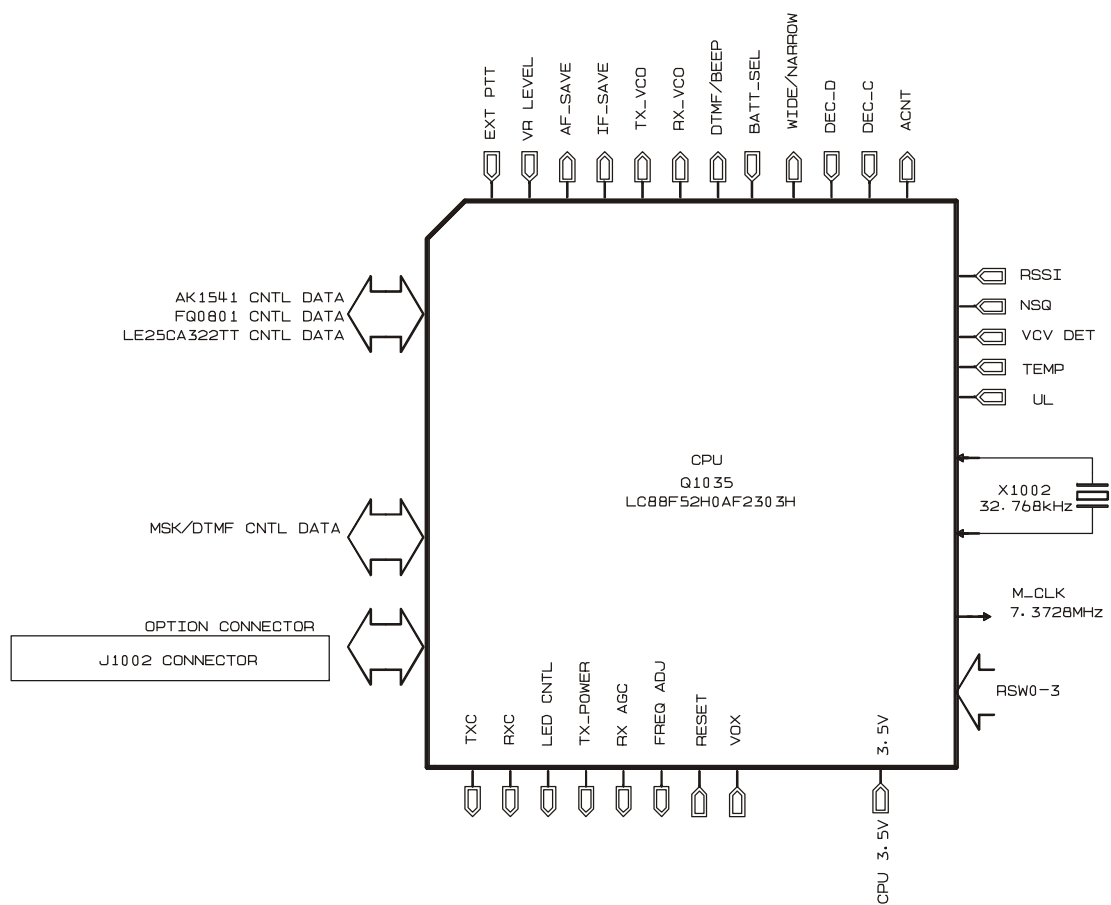 EXT PTT
VR LEVEL
AF_SAVE
IF_SAVE
TX_VCO
RX_VCO
DTMF/BEEP
BATT_SEL
WIDE/NARROW
DEC_D
DEC_C
ACNT
AK1541 CNTL DATA
FQ0801 CNTL DATA
LE25CA322TT CNTL DATA
RSSI
NSQ
VCV DET
TEMP
UL
CPU
Q1035
LC88F52H0AF2303H
X1002
32.768kHz
MSK/DTMF CNTL DATA
M_CLK
7.3728MHz
OPTION CONNECTOR
J1002 CONNECTOR
RSW0-3
TXC
RXC
LED CNTL
TX_POWER
RX AGC
FREQ ADJ
RESET
VOX
3.5V
CPU 3.5V